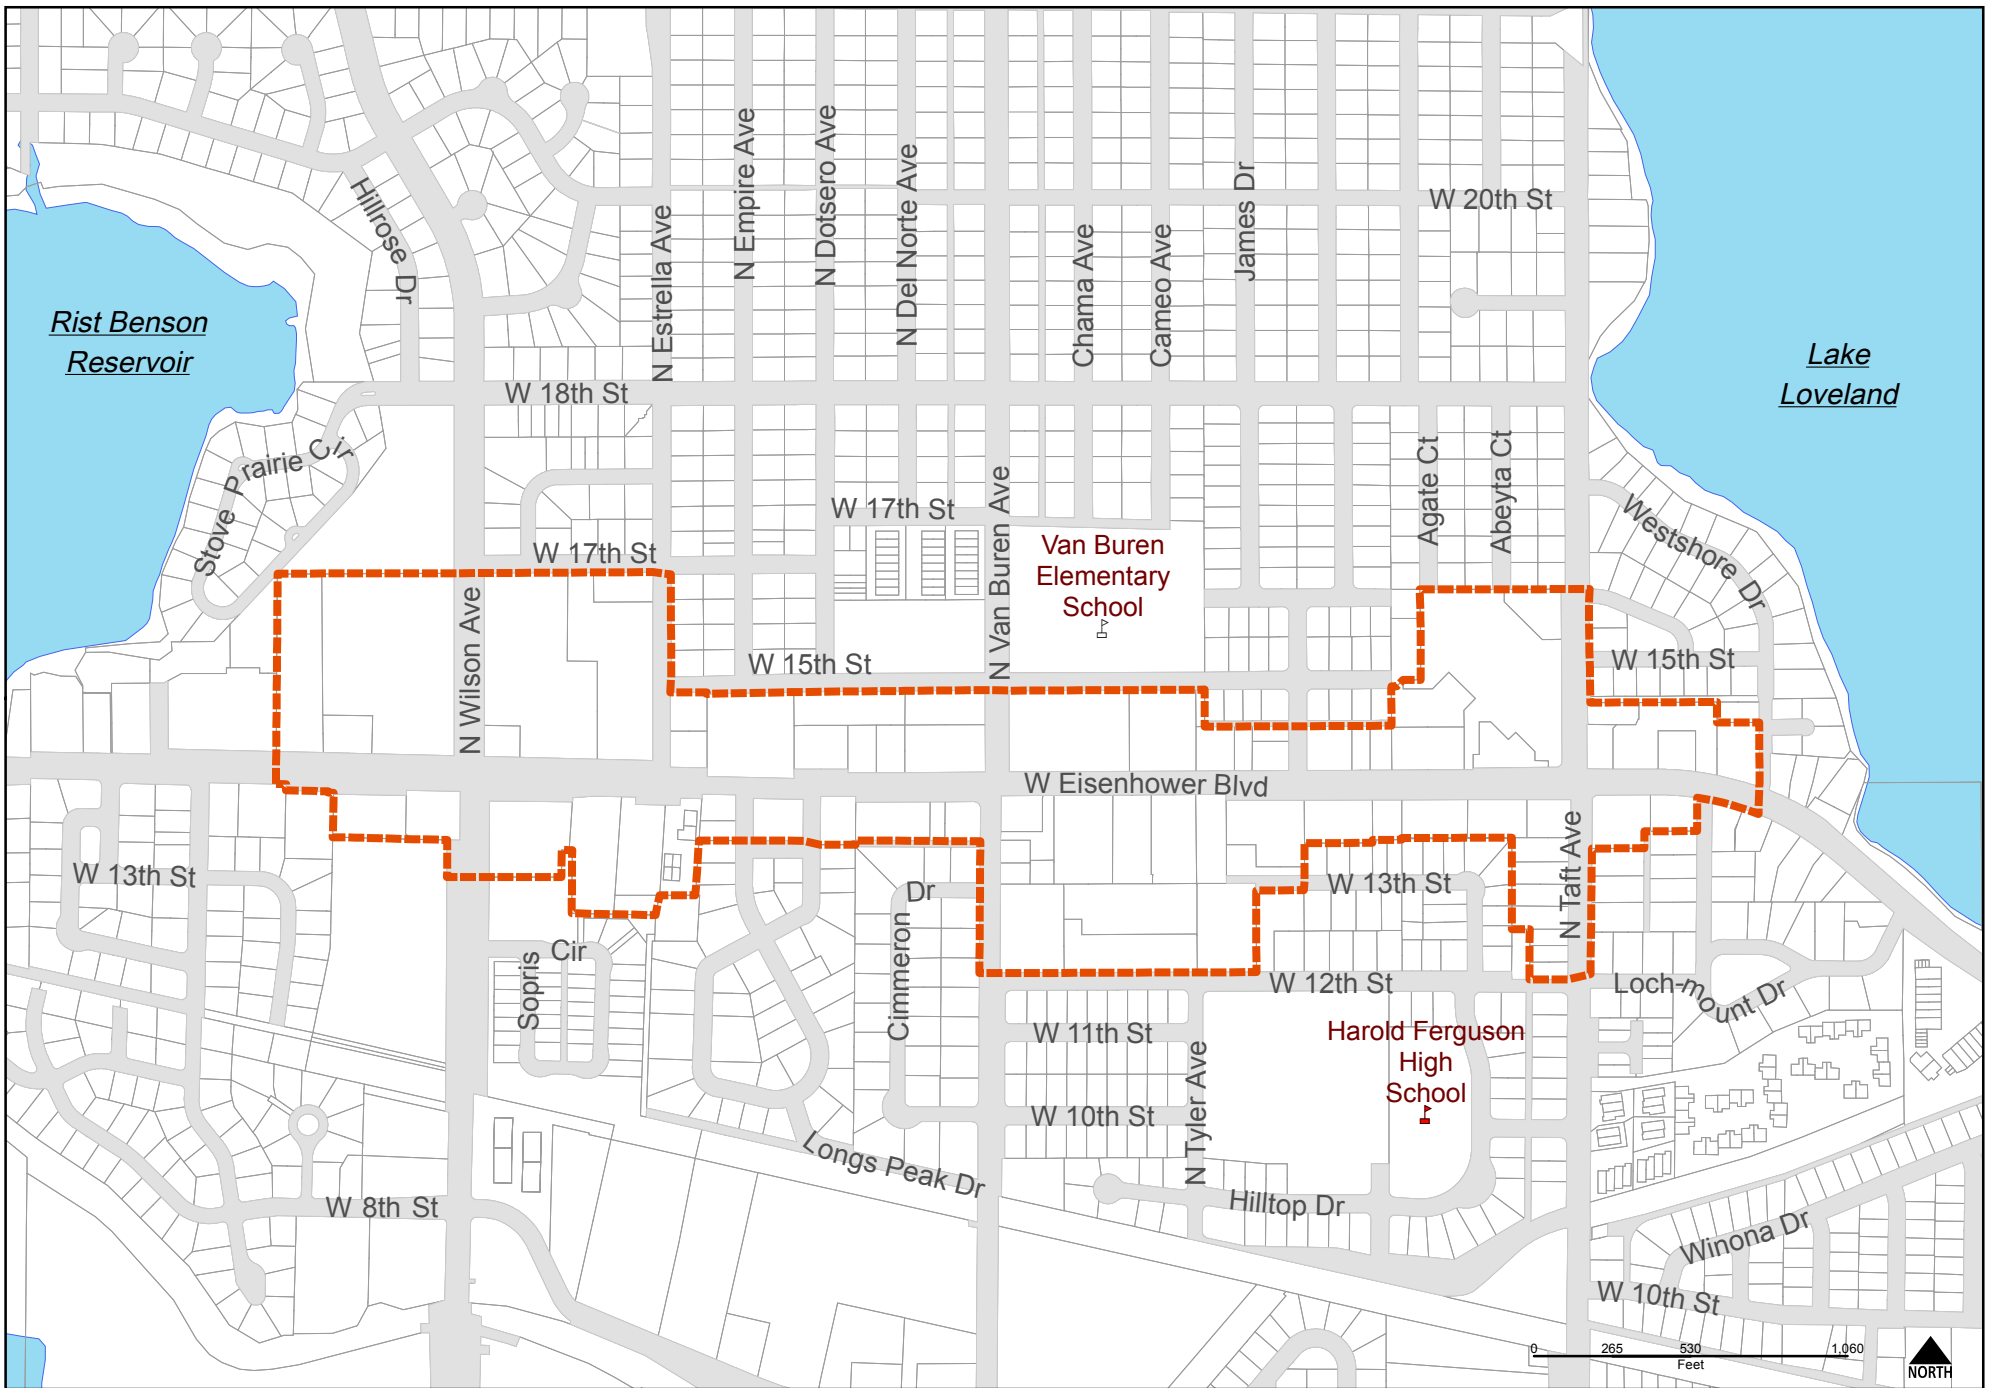 Hillrose Dr
N Estrella Ave
N Empire Ave
N Dotsero Ave
N Del Norte Ave
Chama Ave
Cameo Ave
James Dr
W 20th St
Rist Benson
Reservoir
Lake
Loveland
W 18th St
Stove Prairie Cir
W 17th St
W 17th St
N Van Buren Ave
Agate Ct
Abeyta Ct
Westshore Dr
Van Buren
Elementary
School
N Wilson Ave
W 15th St
W 15th St
W Eisenhower Blvd
W 13th St
Cimmeron Dr
W 13th St
N Taft Ave
Sopris Cir
W 12th St
Loch-mount Dr
W 11th St
Harold Ferguson
High
School
N Tyler Ave
W 10th St
Longs Peak Dr
W 8th St
Hilltop Dr
Winona Dr
W 10th St
0 265 530 1,060
Feet
NORTH